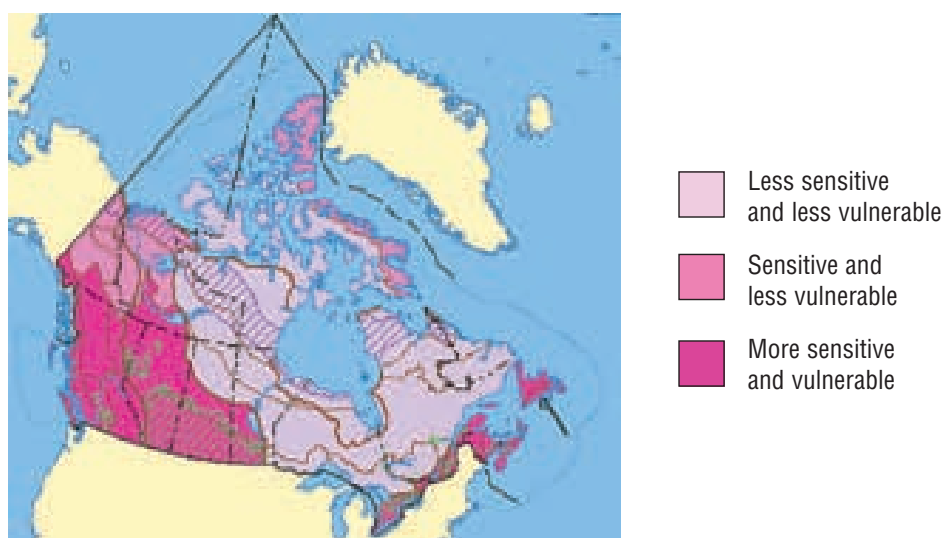 Less sensitive
and less vulnerable
Sensitive and
less vulnerable
More sensitive
and vulnerable